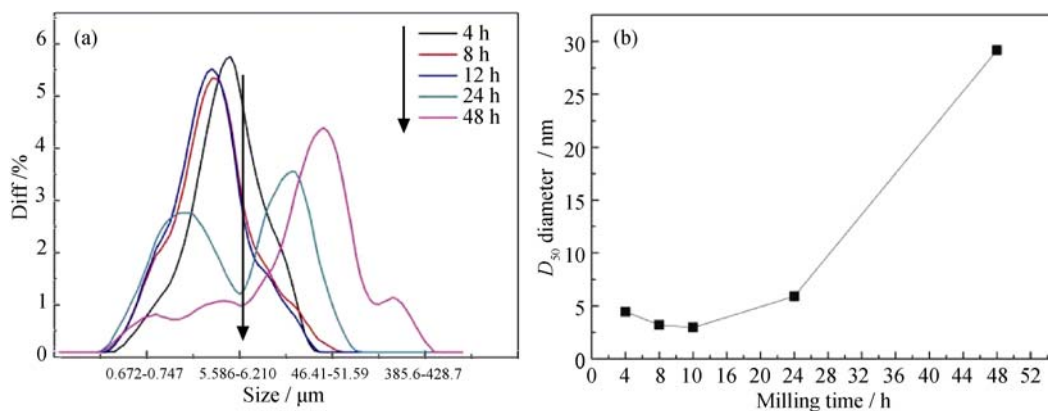 (a)
4 h
8 h
12 h
24 h
48 h
6
5
4
3
2
1
0
Diff /%
0.672-0.747 5.586-6.210 46.41-51.59 385.6-428.7
Size / μm
(b)
30
25
20
15
10
5
0
D50 diameter / nm
0 4 8 10 16 20 24 28 32 36 40 44 48 52
Milling time / h